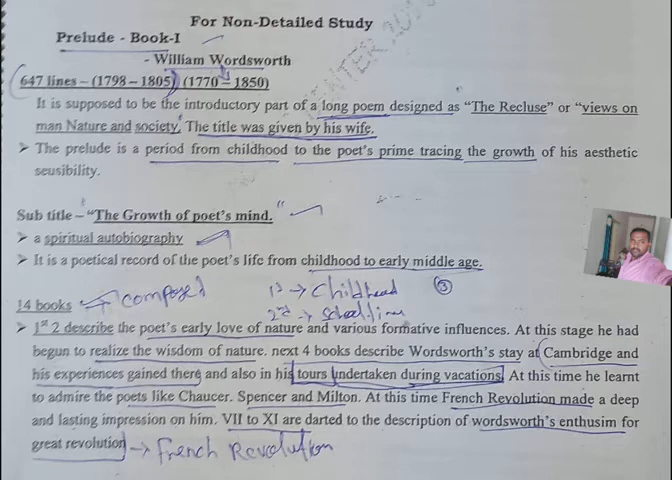 For Non-Detailed Study
Prelude - Book-I
- William Wordsworth
647 lines – (1798 – 1805) (1770 – 1850)
It is supposed to be the introductory part of a long poem designed as "The Recluse" or "views on
man Nature and society. The title was given by his wife.
➢ The prelude is a period from childhood to the poet's prime tracing the growth of his aesthetic
seusibility.
Sub title – "The Growth of poet's mind."
➢ a spiritual autobiography
➢ It is a poetical record of the poet's life from childhood to early middle age.
14 books → composed
1st → Childhead ③
2nd → School times
➢ 1st 2 describe the poet's early love of nature and various formative influences. At this stage he had
begun to realize the wisdom of nature. next 4 books describe Wordsworth's stay at Cambridge and
his experiences gained there and also in his tours undertaken during vacations. At this time he learnt
to admire the poets like Chaucer. Spencer and Milton. At this time French Revolution made a deep
and lasting impression on him. VII to XI are darted to the description of wordsworth's enthusim for
great revolution → French Revolution